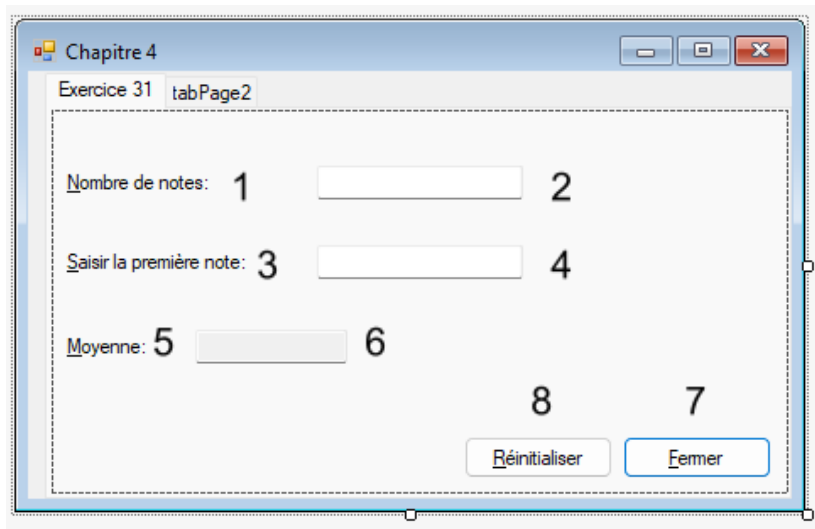 Chapitre 4
Exercice 31 tabPage2
Nombre de notes: 1 2
Saisir la première note: 3 4
Moyenne: 5 6
8 7
Réinitialiser Fermer